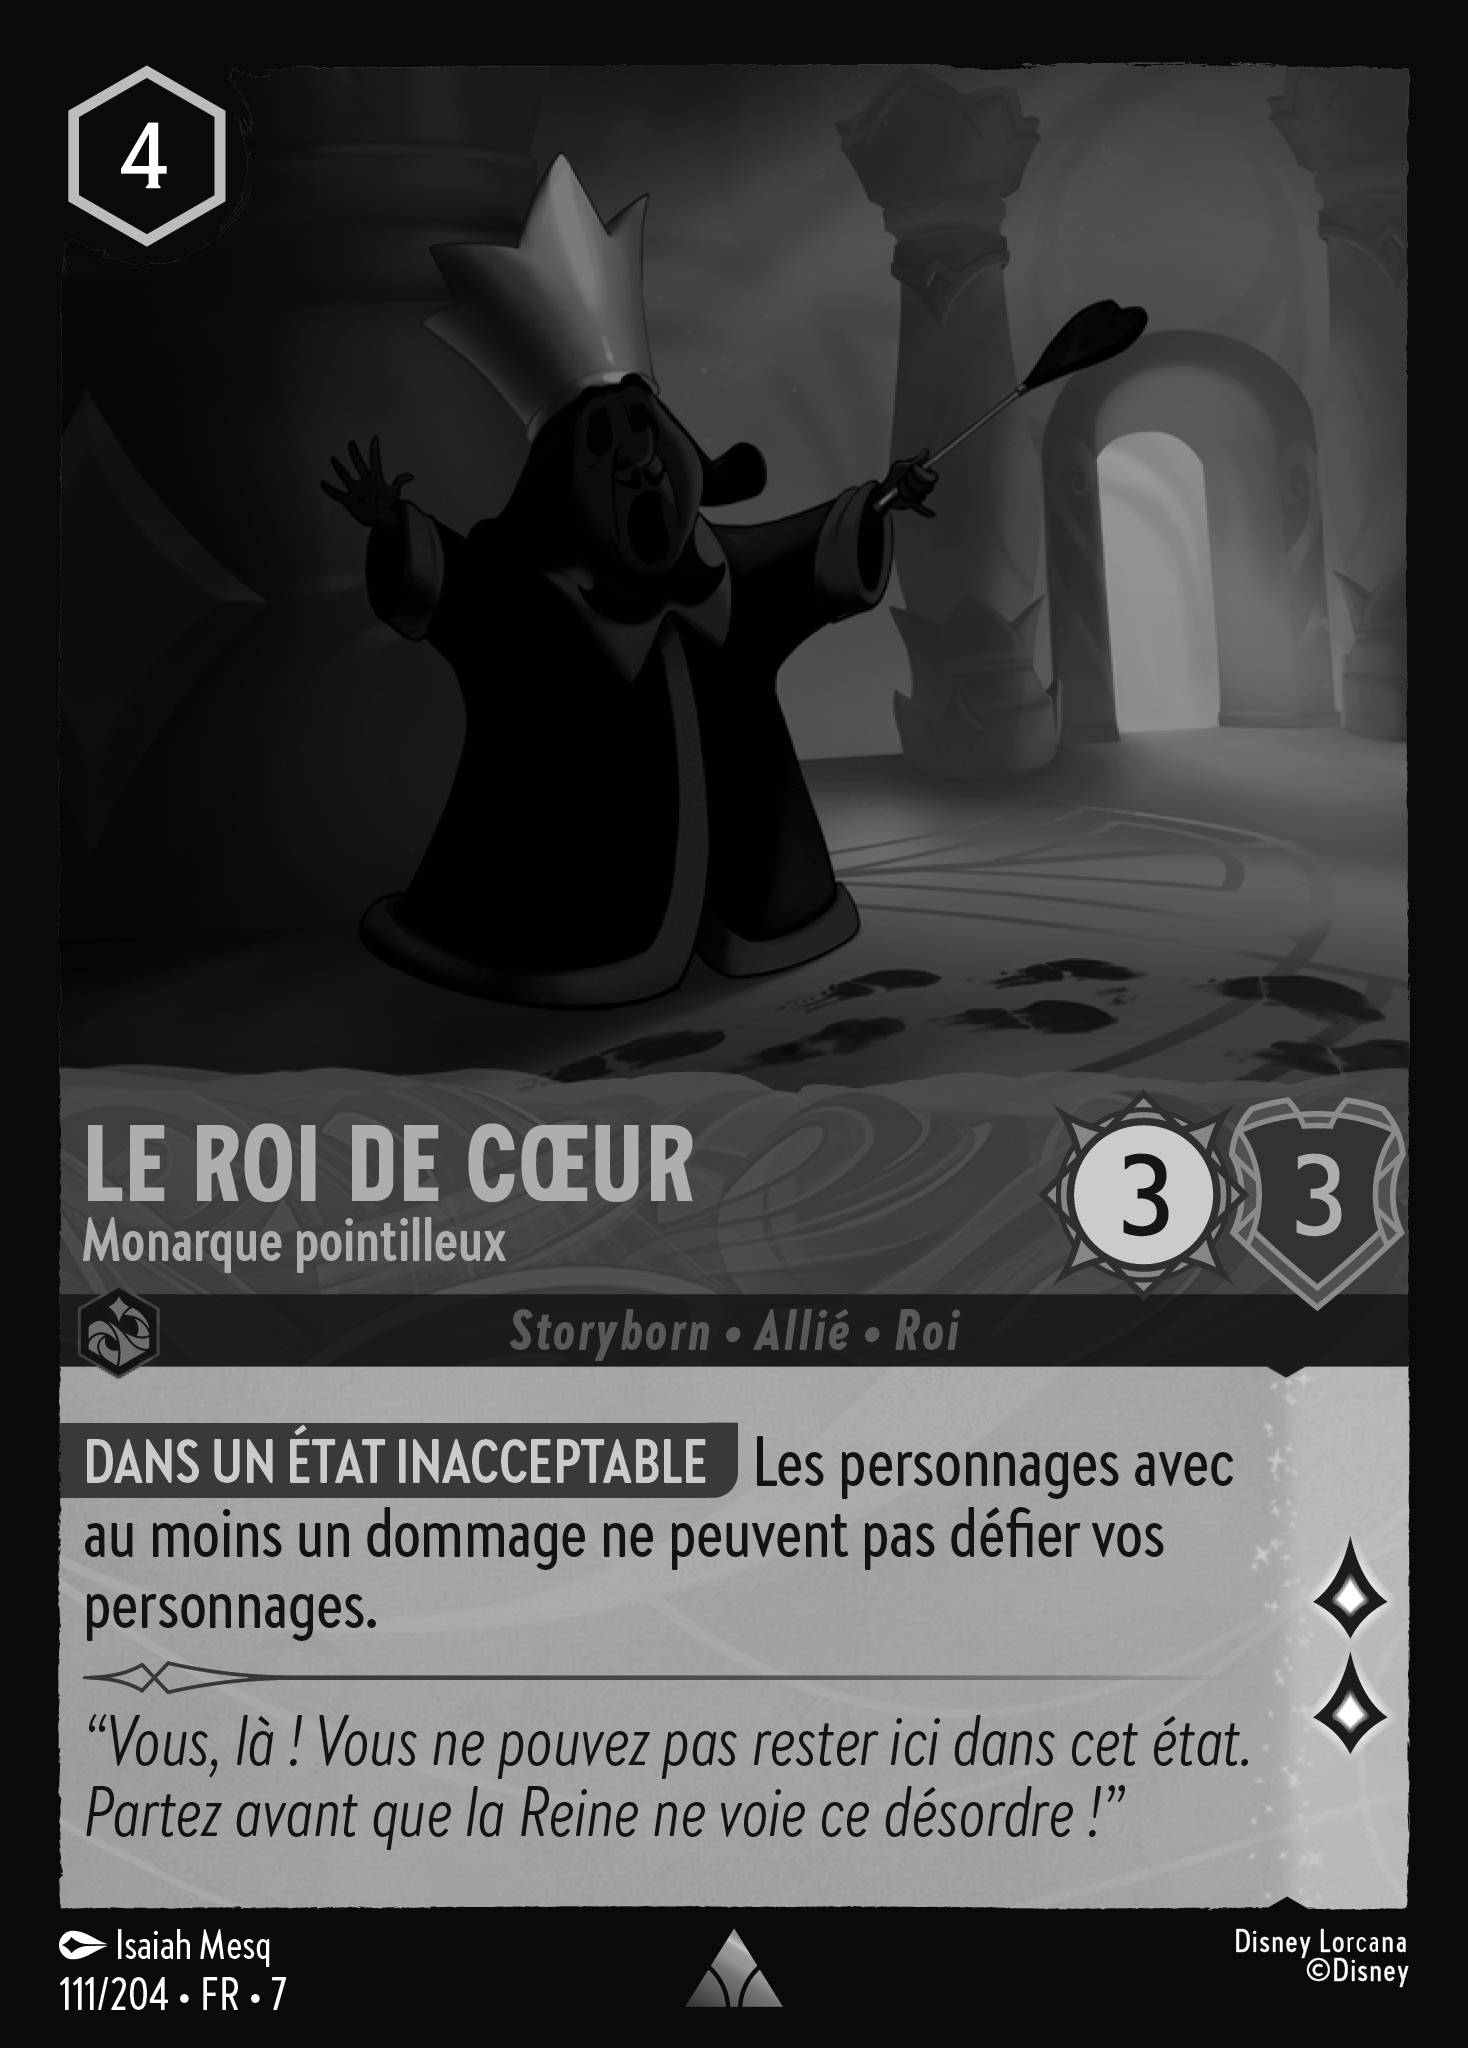 4
LE ROI DE CŒUR
Monarque pointilleux
3
3
Storyborn • Allié • Roi
DANS UN ÉTAT INACCEPTABLE Les personnages avec
au moins un dommage ne peuvent pas défier vos
personnages.
“Vous, là ! Vous ne pouvez pas rester ici dans cet état.
Partez avant que la Reine ne voie ce désordre !”
Isaiah Mesq
111/204 • FR • 7
Disney Lorcana
©Disney